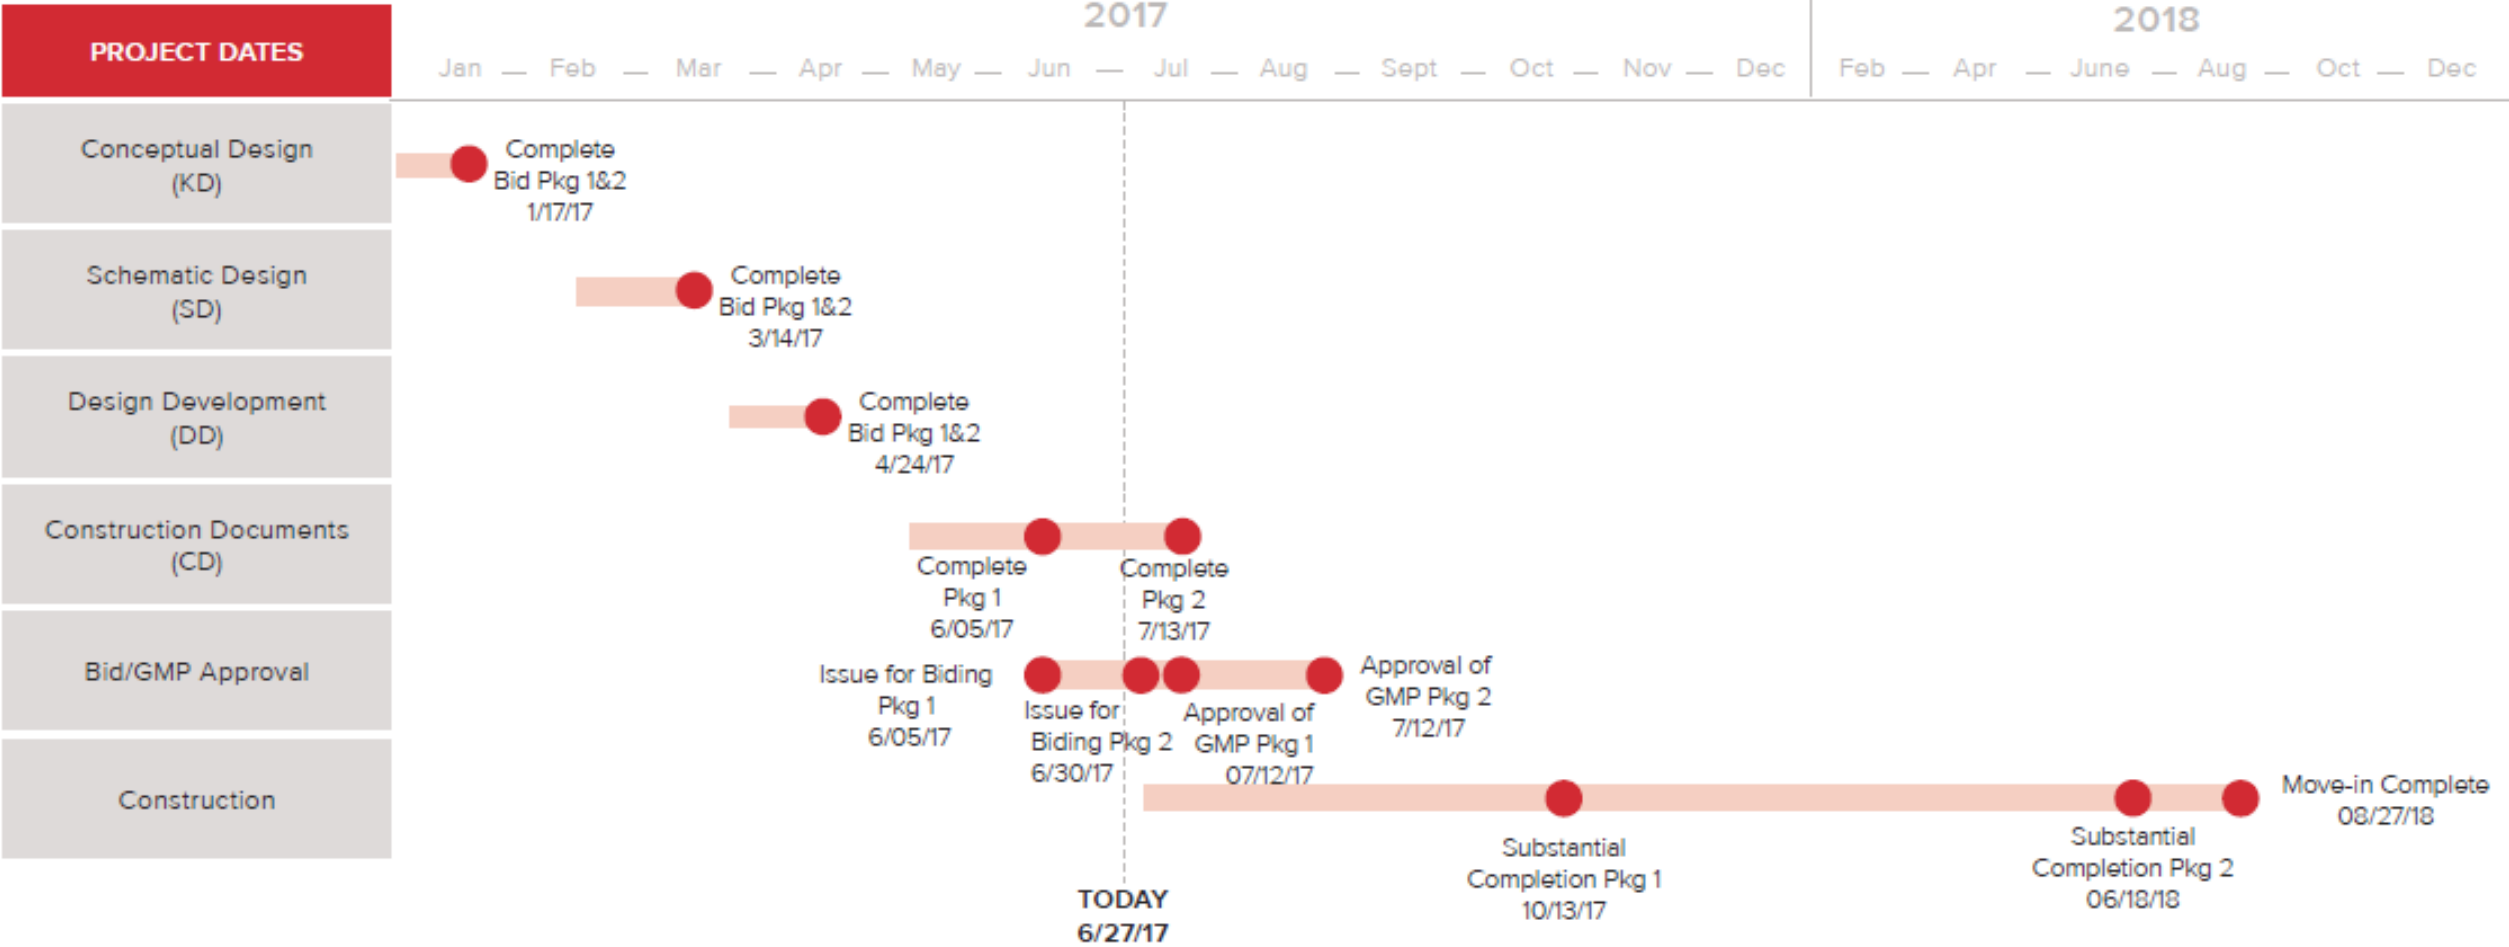 PROJECT DATES
2017
2018
Jan — Feb — Mar — Apr — May — Jun — Jul — Aug — Sept — Oct — Nov — Dec
Feb — Apr — June — Aug — Oct — Dec
Conceptual Design
(KD)
Complete
Bid Pkg 1&2
1/17/17
Schematic Design
(SD)
Complete
Bid Pkg 1&2
3/14/17
Design Development
(DD)
Complete
Bid Pkg 1&2
4/24/17
Construction Documents
(CD)
Complete
Pkg 1
6/05/17
Complete
Pkg 2
7/13/17
Bid/GMP Approval
Issue for Biding
Pkg 1
6/05/17
Issue for
Biding Pkg 2
6/30/17
Approval of
GMP Pkg 1
07/12/17
Approval of
GMP Pkg 2
7/12/17
Construction
Substantial
Completion Pkg 1
10/13/17
Substantial
Completion Pkg 2
06/18/18
Move-in Complete
08/27/18
TODAY
6/27/17